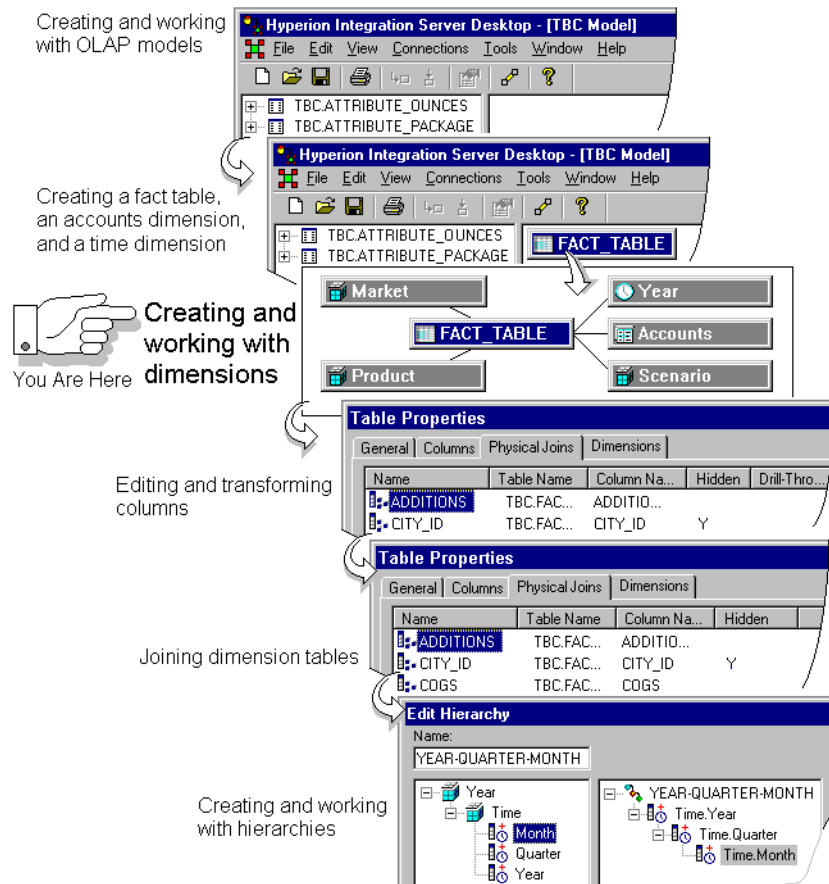 Creating and working
with OLAP models
Hyperion Integration Server Desktop - [TBC Model]
File Edit View Connections Tools Window Help
TBC.ATTRIBUTE_OUNCES
TBC.ATTRIBUTE_PACKAGE
Creating a fact table,
an accounts dimension,
and a time dimension
Hyperion Integration Server Desktop - [TBC Model]
File Edit View Connections Tools Window Help
TBC.ATTRIBUTE_OUNCES
TBC.ATTRIBUTE_PACKAGE
FACT_TABLE
You Are Here
Creating and
working with
dimensions
Market
Year
FACT_TABLE
Accounts
Product
Scenario
Editing and transforming
columns
Table Properties
General Columns Physical Joins Dimensions
Name Table Name Column Na... Hidden Drill-Thro...
ADDITIONS TBC.FAC... ADDITIO...
CITY_ID TBC.FAC... CITY_ID Y
Joining dimension tables
Table Properties
General Columns Physical Joins Dimensions
Name Table Name Column Na... Hidden
ADDITIONS TBC.FAC... ADDITIO...
CITY_ID TBC.FAC... CITY_ID Y
COGS TBC.FAC... COGS
Creating and working
with hierarchies
Edit Hierarchy
Name:
YEAR-QUARTER-MONTH
Year
Time
Month
Quarter
Year
YEAR-QUARTER-MONTH
Time.Year
Time.Quarter
Time.Month